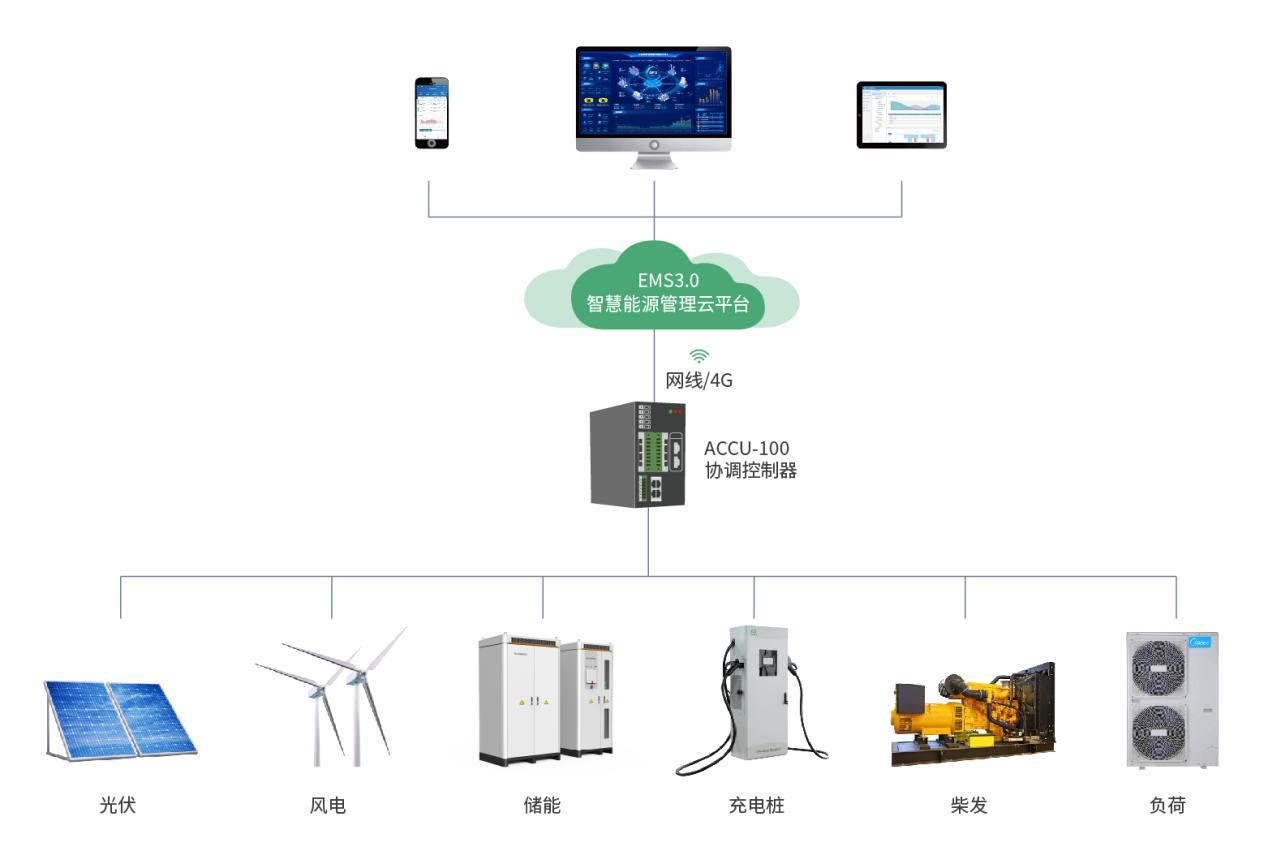 EMS3.0
智慧能源管理云平台
网线/4G
ACCU-100
协调控制器
Midea
光伏
风电
储能
充电桩
柴发
负荷